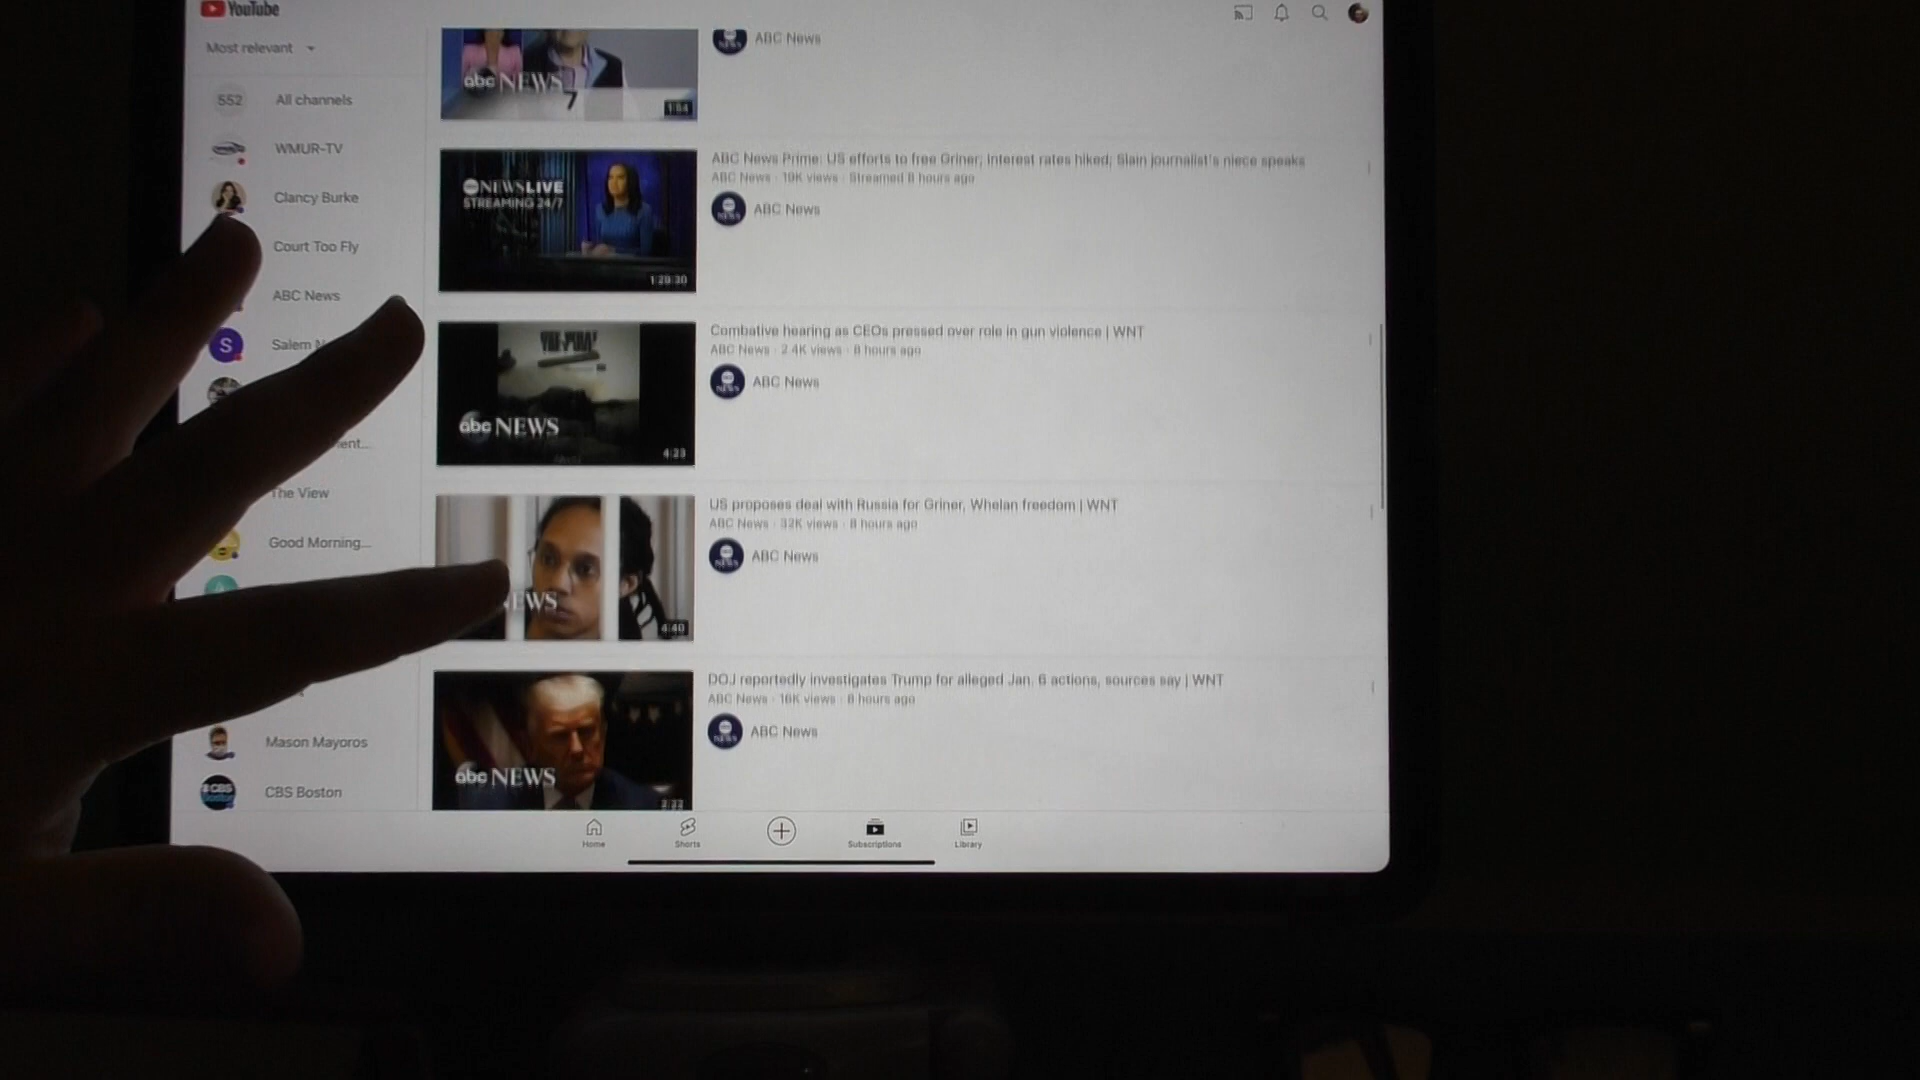 YouTube
Most relevant
552 All channels
WMUR-TV
Clancy Burke
Court Too Fly
ABC News
S Salem
ent...
The View
Good Morning...
Mason Mayoros
CBS Boston
abc NEWS
7
ABC News
ABC News Prime: US efforts to free Griner; Interest rates hiked; Slain journalist's niece speaks
ABC News · 19K views · Streamed 8 hours ago
ABC News
NEWSLIVE
STREAMING 24/7
1:28:30
Combative hearing as CEOs pressed over role in gun violence | WNT
ABC News · 2.4K views · 8 hours ago
ABC News
abc NEWS
4:23
US proposes deal with Russia for Griner, Whelan freedom | WNT
ABC News · 32K views · 8 hours ago
ABC News
NEWS
4:40
DOJ reportedly investigates Trump for alleged Jan. 6 actions, sources say | WNT
ABC News · 16K views · 8 hours ago
ABC News
abc NEWS
Home
Shorts
Subscriptions
Library